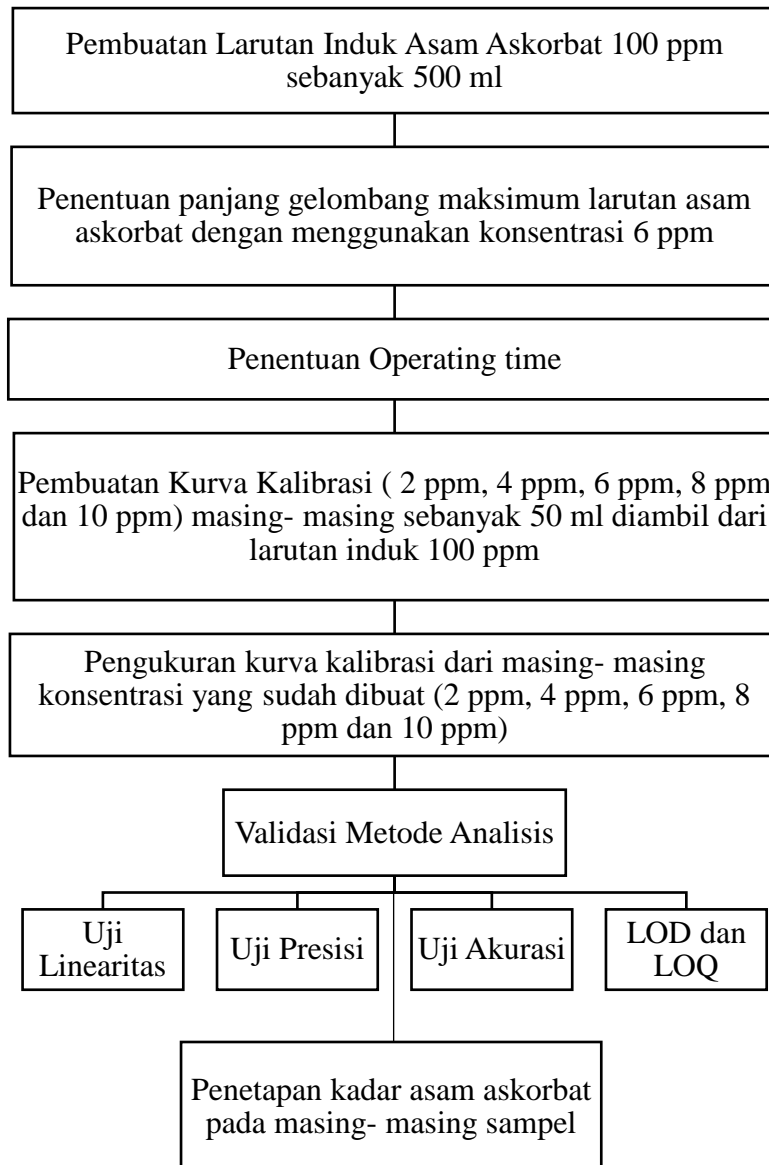 Pembuatan Larutan Induk Asam Askorbat 100 ppm
sebanyak 500 ml
Penentuan panjang gelombang maksimum larutan asam
askorbat dengan menggunakan konsentrasi 6 ppm
Penentuan Operating time
Pembuatan Kurva Kalibrasi ( 2 ppm, 4 ppm, 6 ppm, 8 ppm
dan 10 ppm) masing- masing sebanyak 50 ml diambil dari
larutan induk 100 ppm
Pengukuran kurva kalibrasi dari masing- masing
konsentrasi yang sudah dibuat (2 ppm, 4 ppm, 6 ppm, 8
ppm dan 10 ppm)
Validasi Metode Analisis
Uji
Linearitas
Uji Presisi
Uji Akurasi
LOD dan
LOQ
Penetapan kadar asam askorbat
pada masing- masing sampel